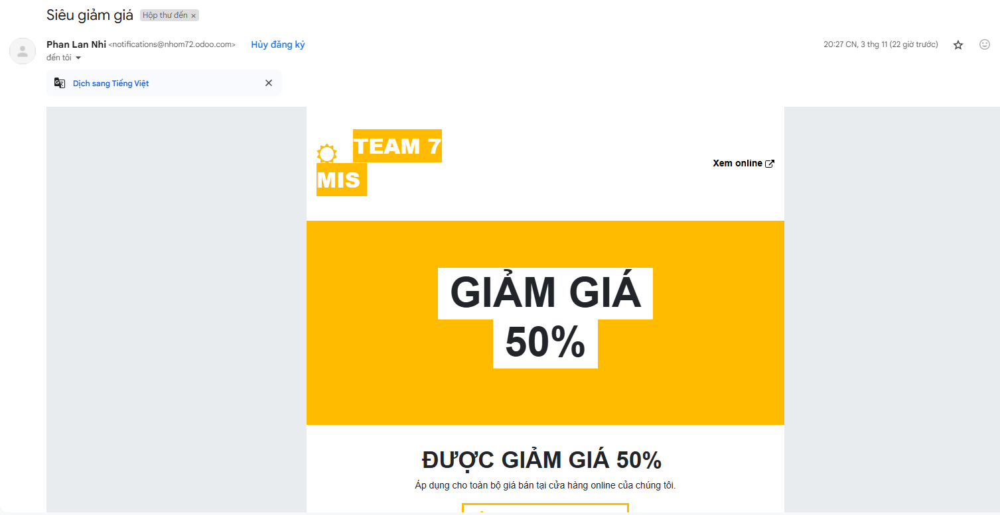 Siêu giảm giá Hộp thư đến ×
Phan Lan Nhi <notifications@nhom72.odoo.com> Hủy đăng ký 20:27 CN, 3 thg 11 (22 giờ trước)
đến tôi
Dịch sang Tiếng Việt
TEAM 7
MIS
Xem online
GIẢM GIÁ
50%
ĐƯỢC GIẢM GIÁ 50%
Áp dụng cho toàn bộ giá bán tại cửa hàng online của chúng tôi.